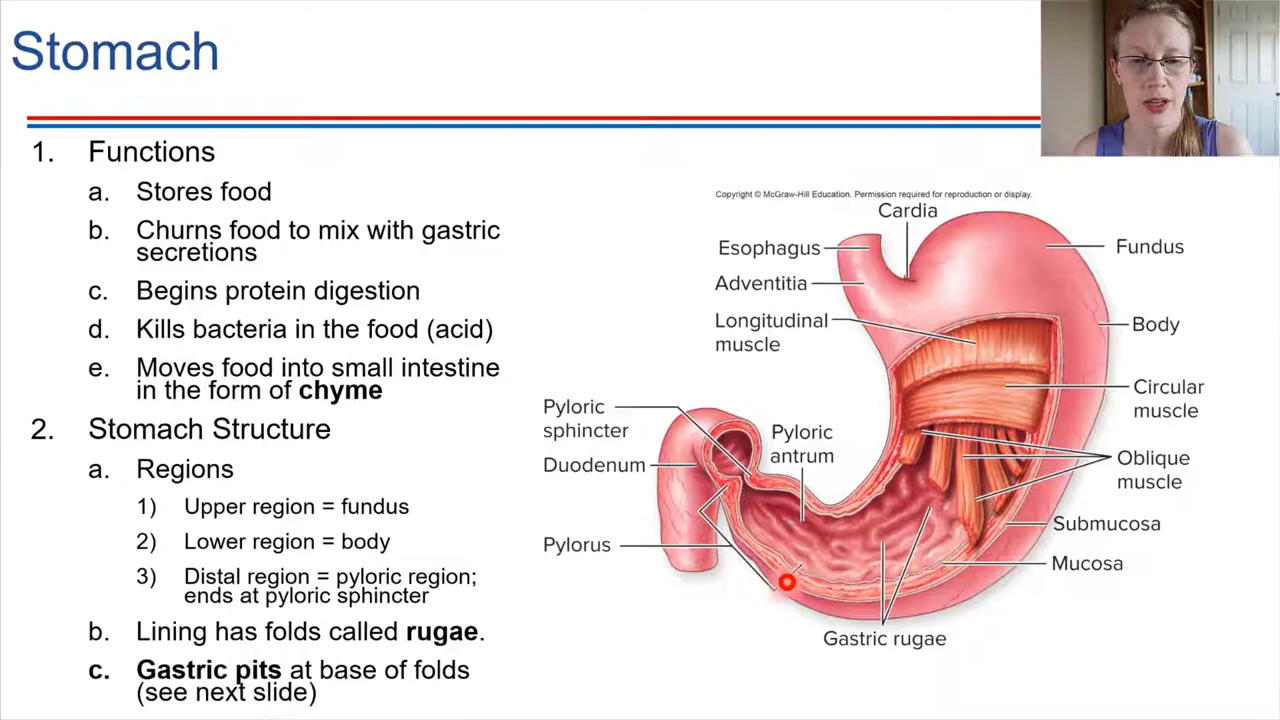 Stomach
1. Functions
a. Stores food
b. Churns food to mix with gastric
secretions
c. Begins protein digestion
d. Kills bacteria in the food (acid)
e. Moves food into small intestine
in the form of chyme
2. Stomach Structure
a. Regions
1) Upper region = fundus
2) Lower region = body
3) Distal region = pyloric region;
ends at pyloric sphincter
b. Lining has folds called rugae.
c. Gastric pits at base of folds
(see next slide)
Copyright © McGraw-Hill Education. Permission required for reproduction or display.
Cardia
Esophagus
Adventitia
Longitudinal
muscle
Pyloric
sphincter
Duodenum
Pyloric
antrum
Pylorus
Fundus
Body
Circular
muscle
Oblique
muscle
Submucosa
Mucosa
Gastric rugae